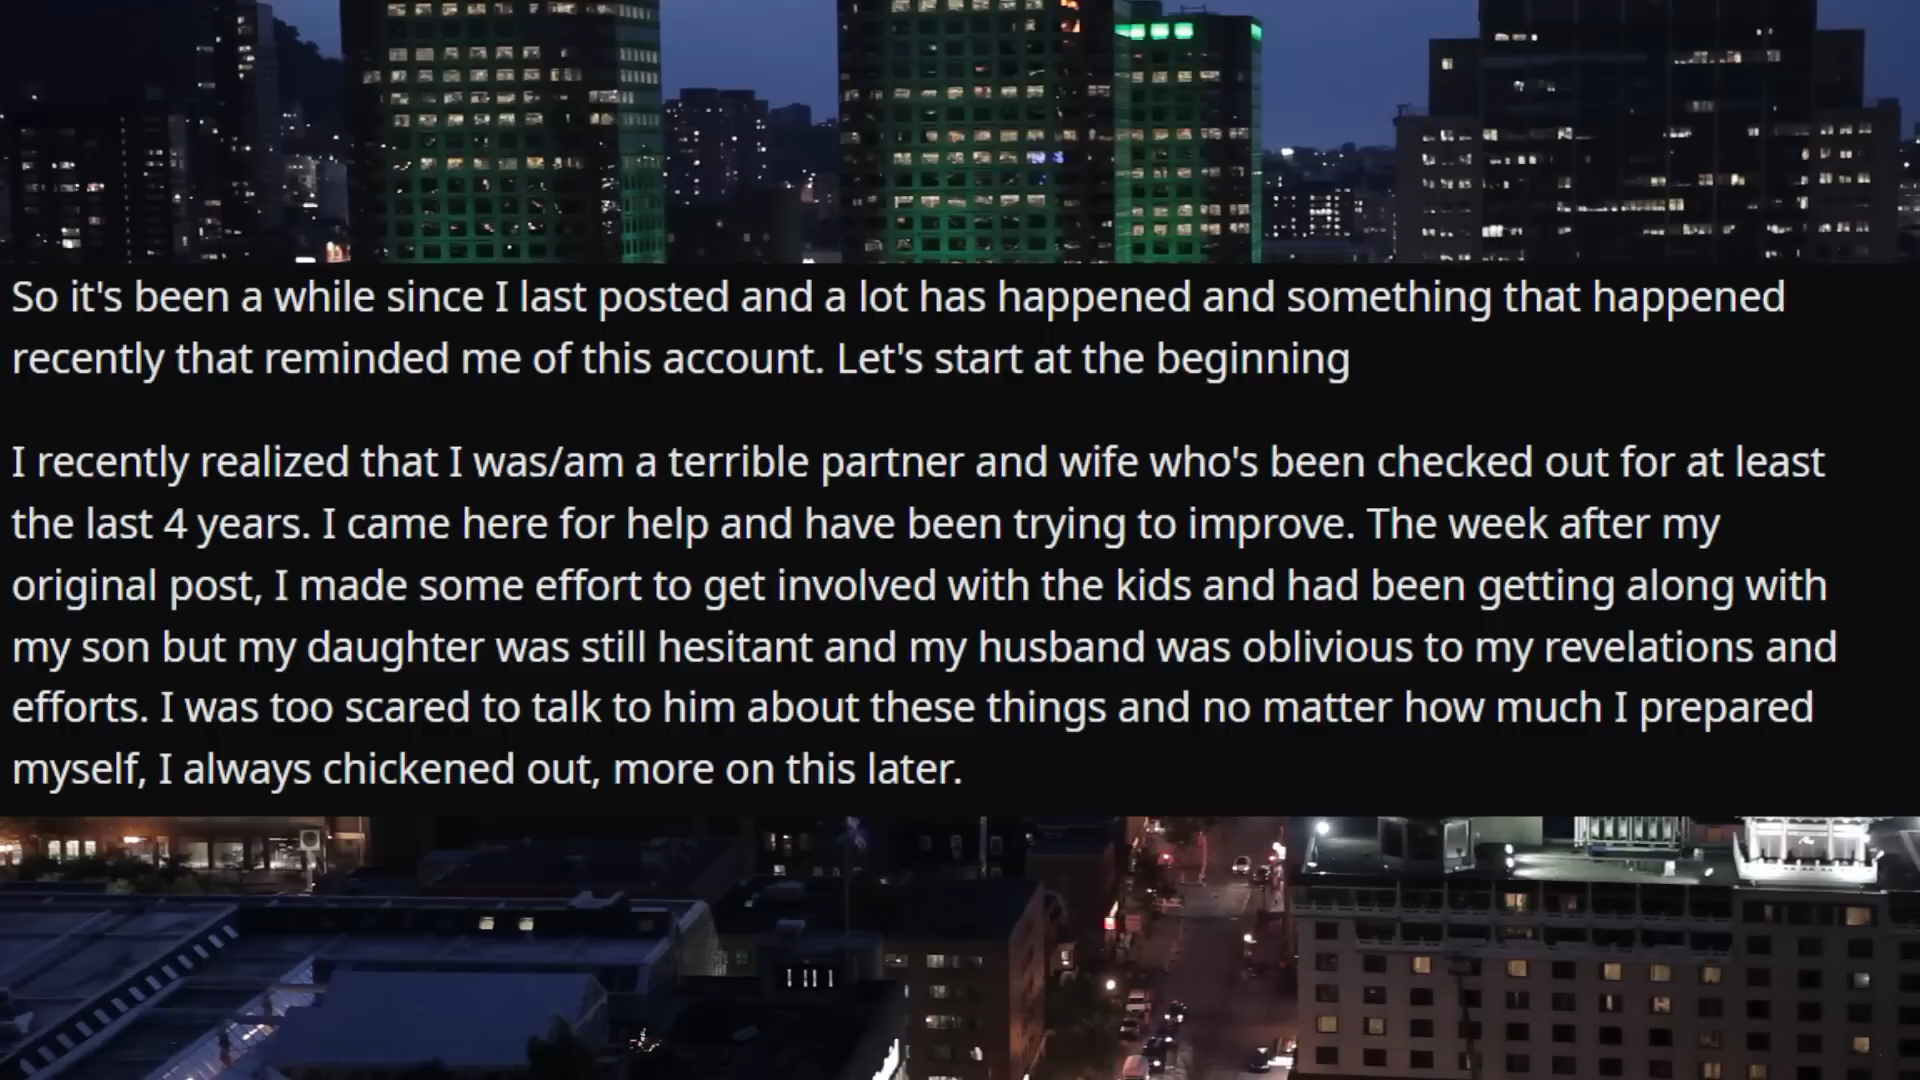 So it's been a while since I last posted and a lot has happened and something that happened
recently that reminded me of this account. Let's start at the beginning
I recently realized that I was/am a terrible partner and wife who's been checked out for at least
the last 4 years. I came here for help and have been trying to improve. The week after my
original post, I made some effort to get involved with the kids and had been getting along with
my son but my daughter was still hesitant and my husband was oblivious to my revelations and
efforts. I was too scared to talk to him about these things and no matter how much I prepared
myself, I always chickened out, more on this later.